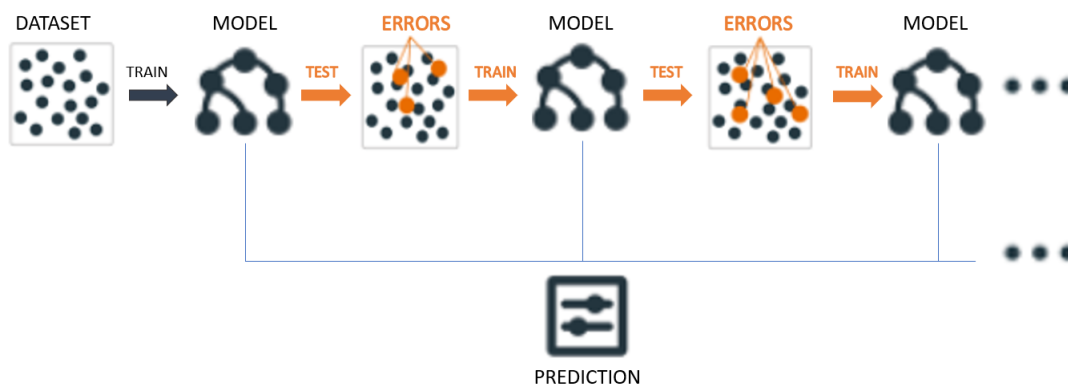 DATASET
MODEL
ERRORS
MODEL
ERRORS
MODEL
TRAIN
TEST
TRAIN
TEST
TRAIN
PREDICTION